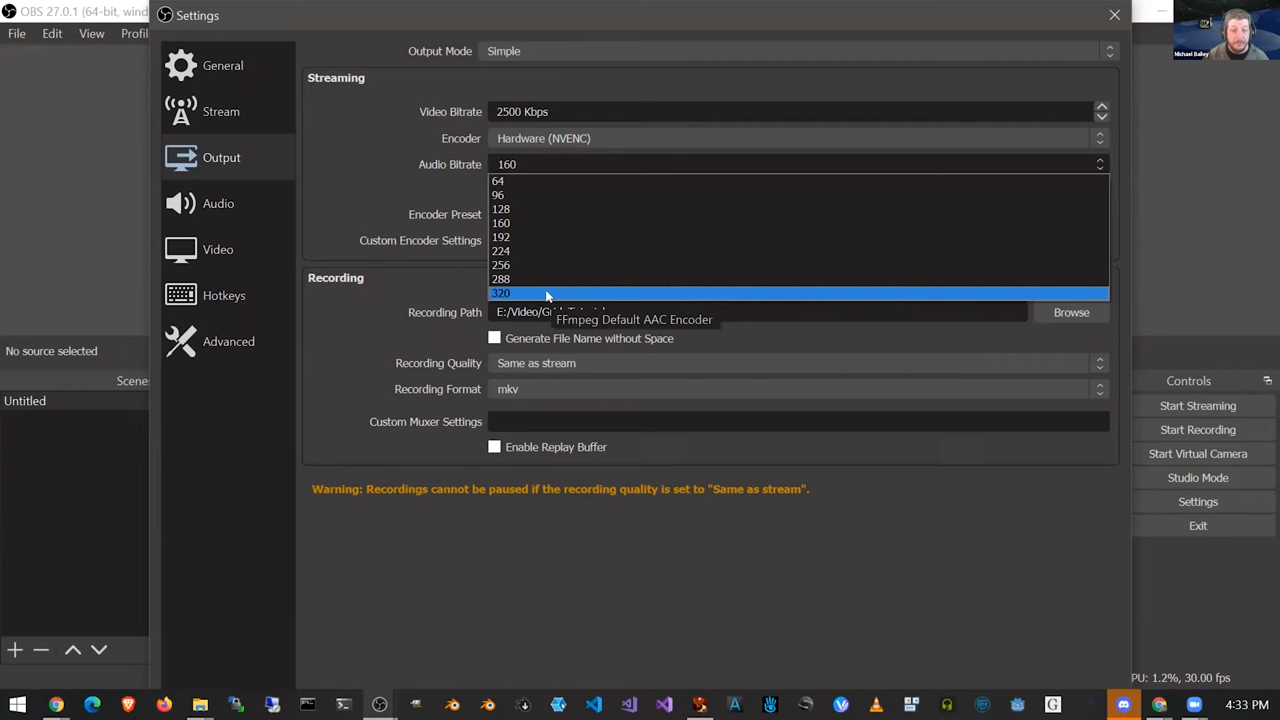 OBS 27.0.1 (64-bit, wind
Settings
File Edit View Profil
Michael Bailey
Output Mode Simple
General
Streaming
Stream
Video Bitrate 2500 Kbps
Encoder Hardware (NVENC)
Output
Audio Bitrate 160
64
96
128
160
192
224
256
288
320
Audio
Encoder Preset
Custom Encoder Settings
Video
Recording
Hotkeys
Recording Path E:/Video/G
FFmpeg Default AAC Encoder
Browse
Advanced
Generate File Name without Space
Recording Quality Same as stream
Recording Format mkv
Custom Muxer Settings
Enable Replay Buffer
Warning: Recordings cannot be paused if the recording quality is set to "Same as stream".
No source selected
Scenes
Untitled
Controls
Start Streaming
Start Recording
Start Virtual Camera
Studio Mode
Settings
Exit
PU: 1.2%, 30.00 fps
4:33 PM